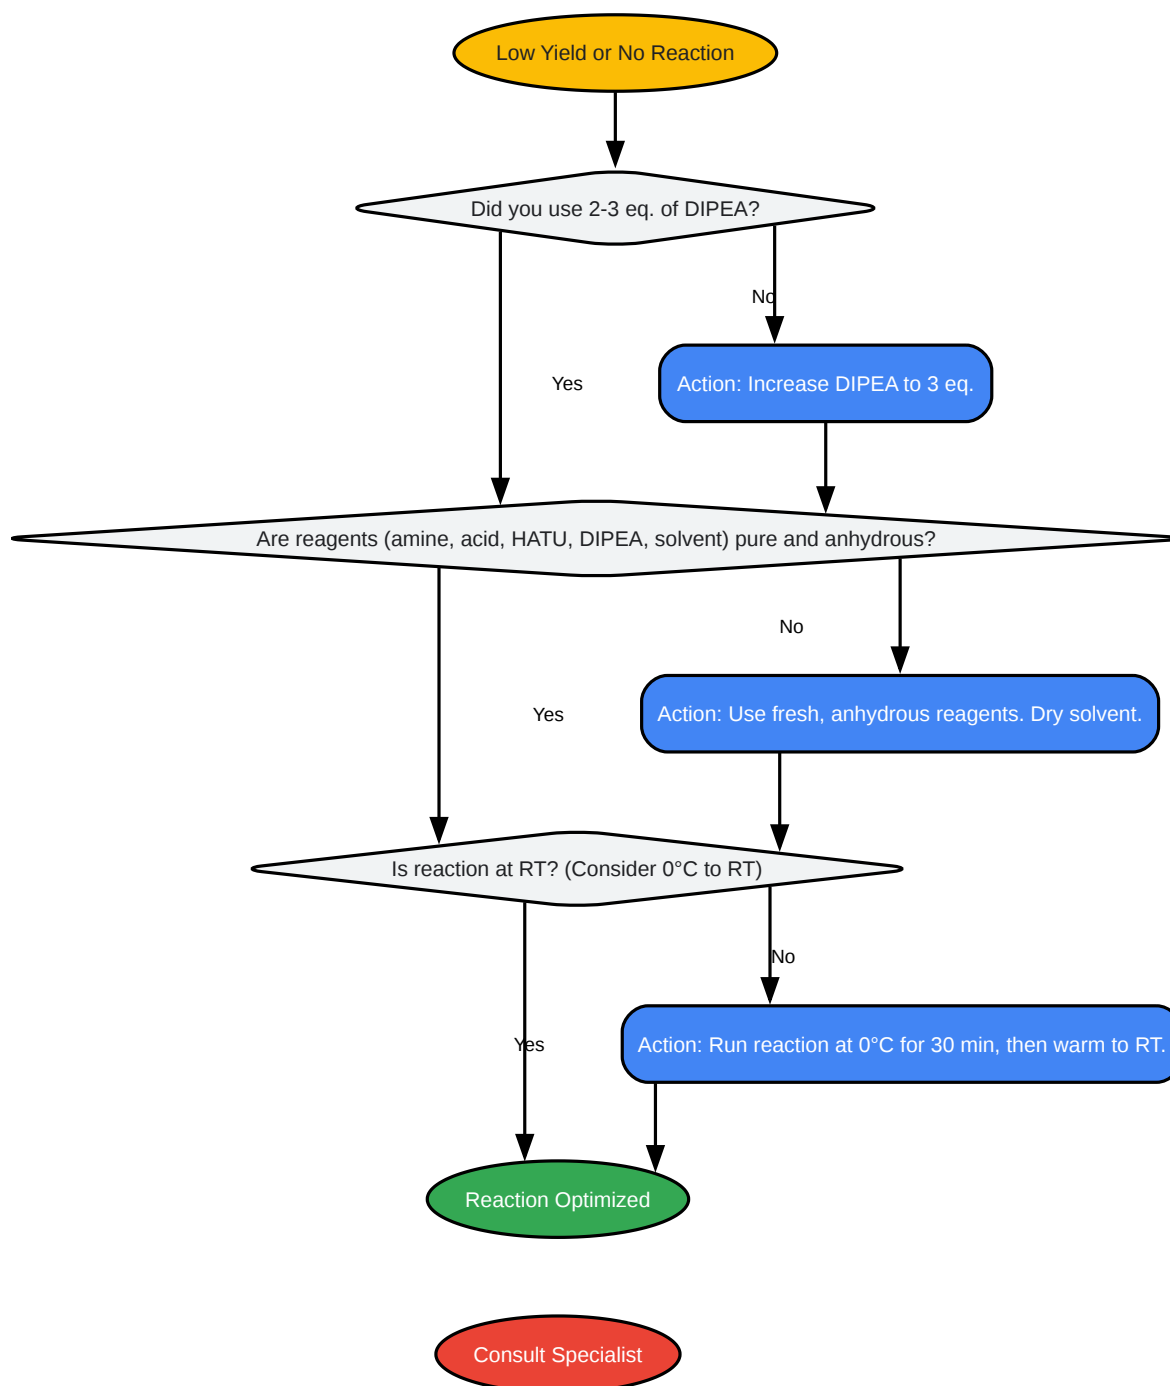 Low Yield or No Reaction
Did you use 2-3 eq. of DIPEA?
No
Yes
Action: Increase DIPEA to 3 eq.
Are reagents (amine, acid, HATU, DIPEA, solvent) pure and anhydrous?
No
Yes
Action: Use fresh, anhydrous reagents. Dry solvent.
Is reaction at RT? (Consider 0°C to RT)
No
Yes
Action: Run reaction at 0°C for 30 min, then warm to RT.
Reaction Optimized
Consult Specialist